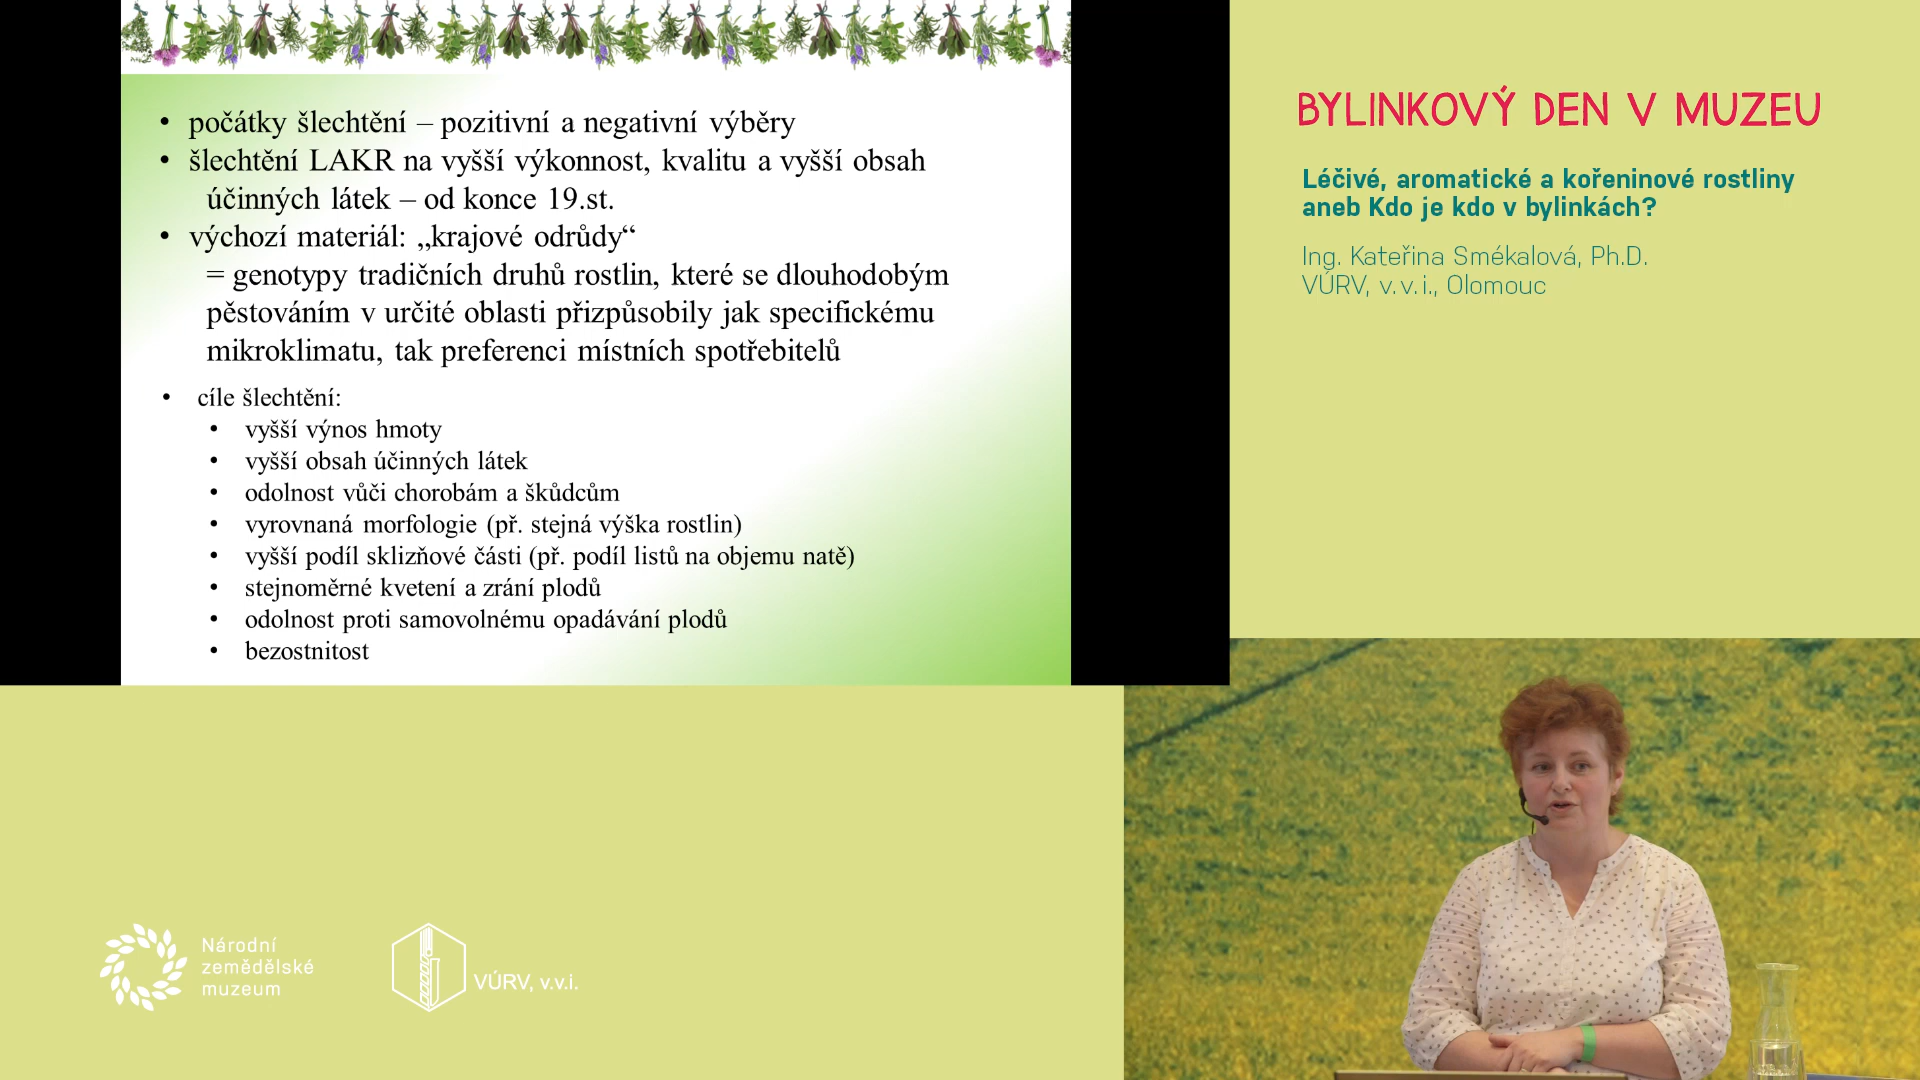 • počátky šlechtění – pozitivní a negativní výběry
• šlechtění LAKR na vyšší výkonnost, kvalitu a vyšší obsah
účinných látek – od konce 19.st.
• výchozí materiál: „krajové odrůdy“
= genotypy tradičních druhů rostlin, které se dlouhodobým
pěstováním v určité oblasti přizpůsobily jak specifickému
mikroklimatu, tak preferenci místních spotřebitelů
• cíle šlechtění:
• vyšší výnos hmoty
• vyšší obsah účinných látek
• odolnost vůči chorobám a škůdcům
• vyrovnaná morfologie (př. stejná výška rostlin)
• vyšší podíl sklizňové části (př. podíl listů na objemu natě)
• stejnoměrné kvetení a zrání plodů
• odolnost proti samovolnému opadávání plodů
• bezostnitost
BYLINKOVÝ DEN V MUZEU
Léčivé, aromatické a kořeninové rostliny
aneb Kdo je kdo v bylinkách?
Ing. Kateřina Smékalová, Ph.D.
VÚRV, v.v.i., Olomouc
Národní
zemědělské
muzeum
VÚRV, v.v.i.